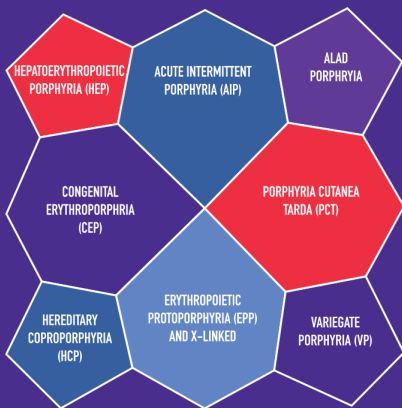 HEPATOERYTHROPOIETIC
PORPHYRIA (HEP)
ACUTE INTERMITTENT
PORPHYRIA (AIP)
ALAD
PORPHRYIA
CONGENITAL
ERYTHROPORPHRIA
(CEP)
PORPHYRIA CUTANEA
TARDA (PCT)
HEREDITARY
COPROPORPHYRIA
(HCP)
ERYTHROPOIETIC
PROTOPORPHYRIA (EPP)
AND X-LINKED
VARIEGATE
PORPHYRIA (VP)